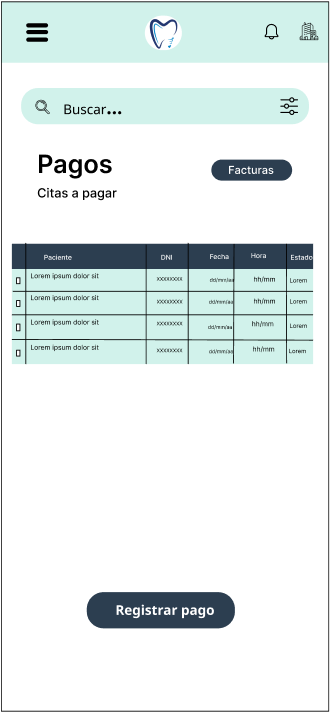 Buscar...
Pagos
Facturas
Citas a pagar
Paciente DNI Fecha Hora Estado
Lorem ipsum dolor sit xxxxxxxx dd/mm/aa hh/mm Lorem
Lorem ipsum dolor sit xxxxxxxx dd/mm/aa hh/mm Lorem
Lorem ipsum dolor sit xxxxxxxx dd/mm/aa hh/mm Lorem
Lorem ipsum dolor sit xxxxxxxx dd/mm/aa hh/mm Lorem
Registrar pago